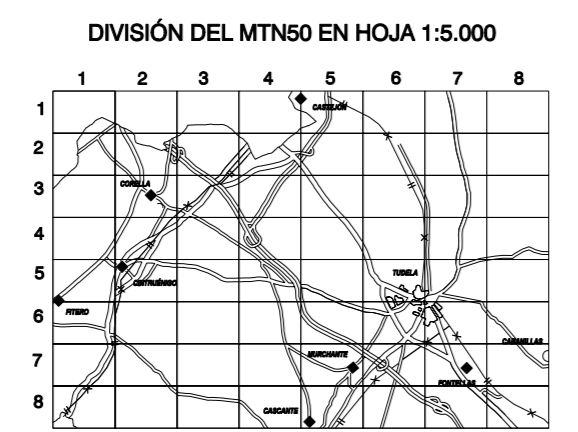 DIVISIÓN DEL MTN50 EN HOJA 1:5.000
1 2 3 4 5 6 7 8
1
CASTEJÓN
2
3
CORELLA
4
5
TUDELA
CINTRUÉNIGO
6
FITERO
CABANILLAS
7
MURCHANTE
FONTELLAS
8
CASCANTE